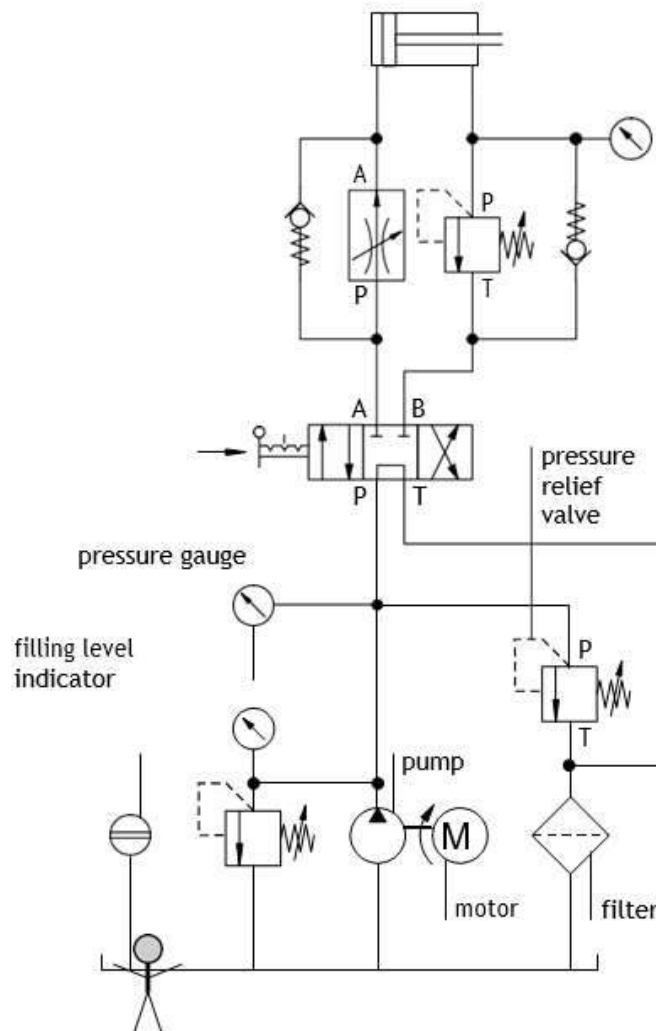 A
P
P
T
A B
P T
pressure
relief
valve
pressure gauge
filling level
indicator
P
T
pump
M
motor
filter